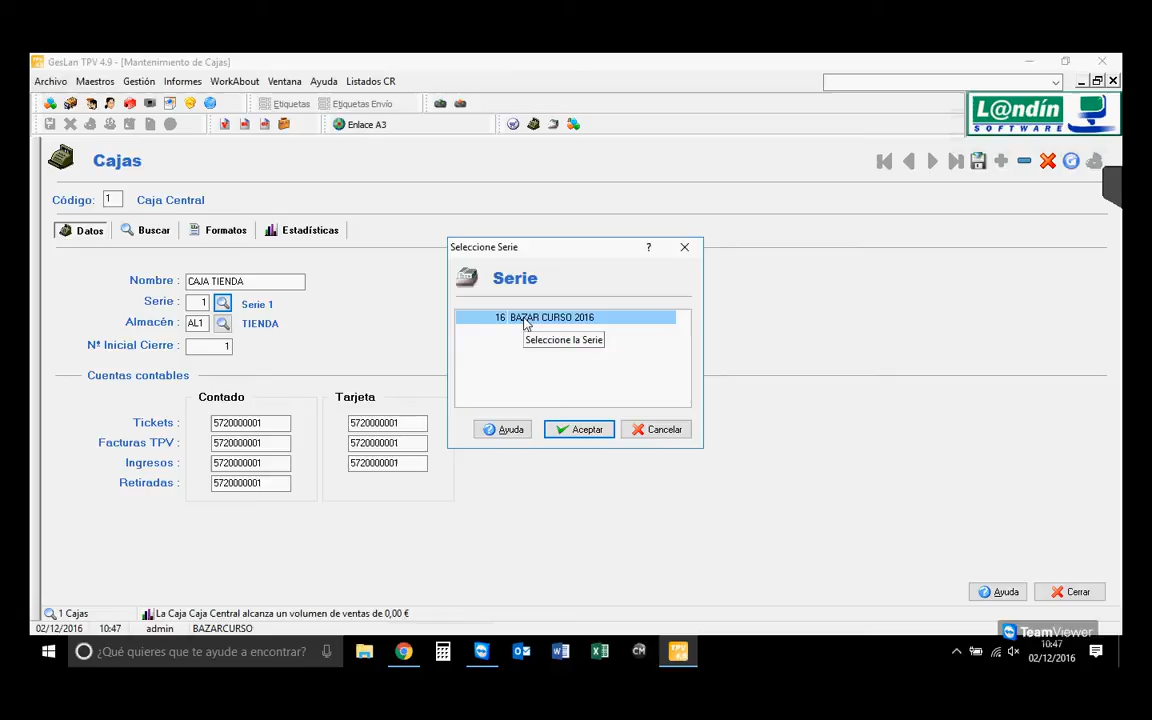 GesLan TPV 4.9 - [Mantenimiento de Cajas]
Archivo Maestros Gestión Informes WorkAbout Ventana Ayuda Listados CR
Etiquetas Etiquetas Envío
Enlace A3
L@ndín
SOFTWARE
Cajas
Código: 1 Caja Central
Datos Buscar Formatos Estadísticas
Nombre : CAJA TIENDA
Serie : 1 Serie 1
Almacén : AL1 TIENDA
Nº Inicial Cierre : 1
Cuentas contables
Contado Tarjeta
Tickets : 5720000001 5720000001
Facturas TPV : 5720000001 5720000001
Ingresos : 5720000001 5720000001
Retiradas : 5720000001
Seleccione Serie ?
Serie
16 BAZAR CURSO 2016
Seleccione la Serie
Ayuda Aceptar Cancelar
Ayuda Cerrar
1 Cajas La Caja Caja Central alcanza un volumen de ventas de 0,00 €
02/12/2016 10:47 admin BAZARCURSO
TeamViewer
¿Qué quieres que te ayude a encontrar?
TPV
4.9
10:47
02/12/2016